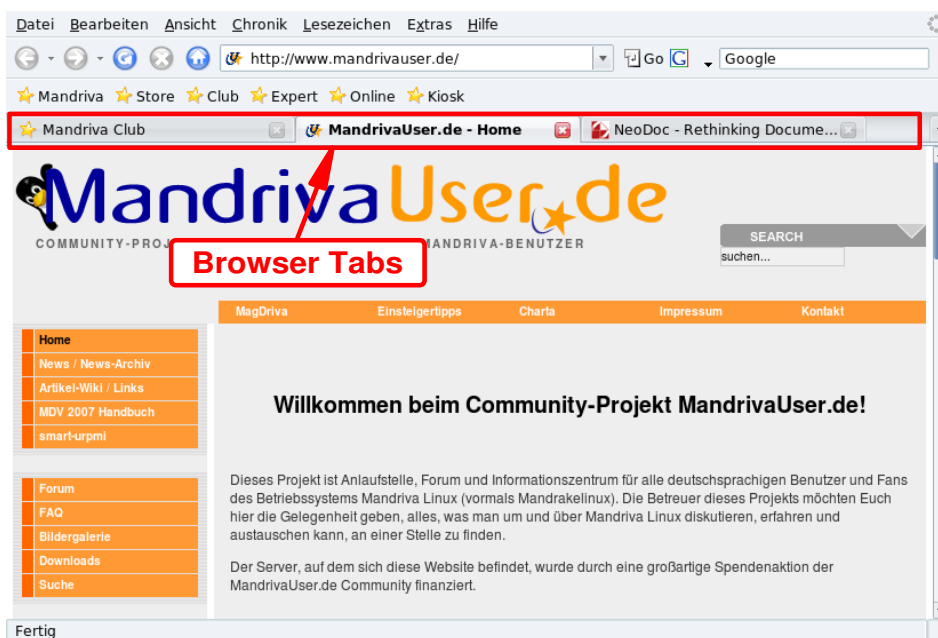 Datei Bearbeiten Ansicht Chronik Lesezeichen Extras Hilfe
http://www.mandrivauser.de/ Go G Google
Mandriva Store Club Expert Online Kiosk
Mandriva Club MandrivaUser.de - Home NeoDoc - Rethinking Docume...
MandrivaUser.de
COMMUNITY-PROJ MANDRIVA-BENUTZER
Browser Tabs
SEARCH
suchen...
MagDriva Einsteigertipps Charta Impressum Kontakt
Home
News / News-Archiv
Artikel-Wiki / Links
MDV 2007 Handbuch
smart-urpmi
Forum
FAQ
Bildergalerie
Downloads
Suche
Willkommen beim Community-Projekt MandrivaUser.de!
Dieses Projekt ist Anlaufstelle, Forum und Informationszentrum für alle deutschsprachigen Benutzer und Fans
des Betriebssystems Mandriva Linux (vormals Mandrakelinux). Die Betreuer dieses Projekts möchten Euch
hier die Gelegenheit geben, alles, was man um und über Mandriva Linux diskutieren, erfahren und
austauschen kann, an einer Stelle zu finden.
Der Server, auf dem sich diese Website befindet, wurde durch eine großartige Spendenaktion der
MandrivaUser.de Community finanziert.
Fertig